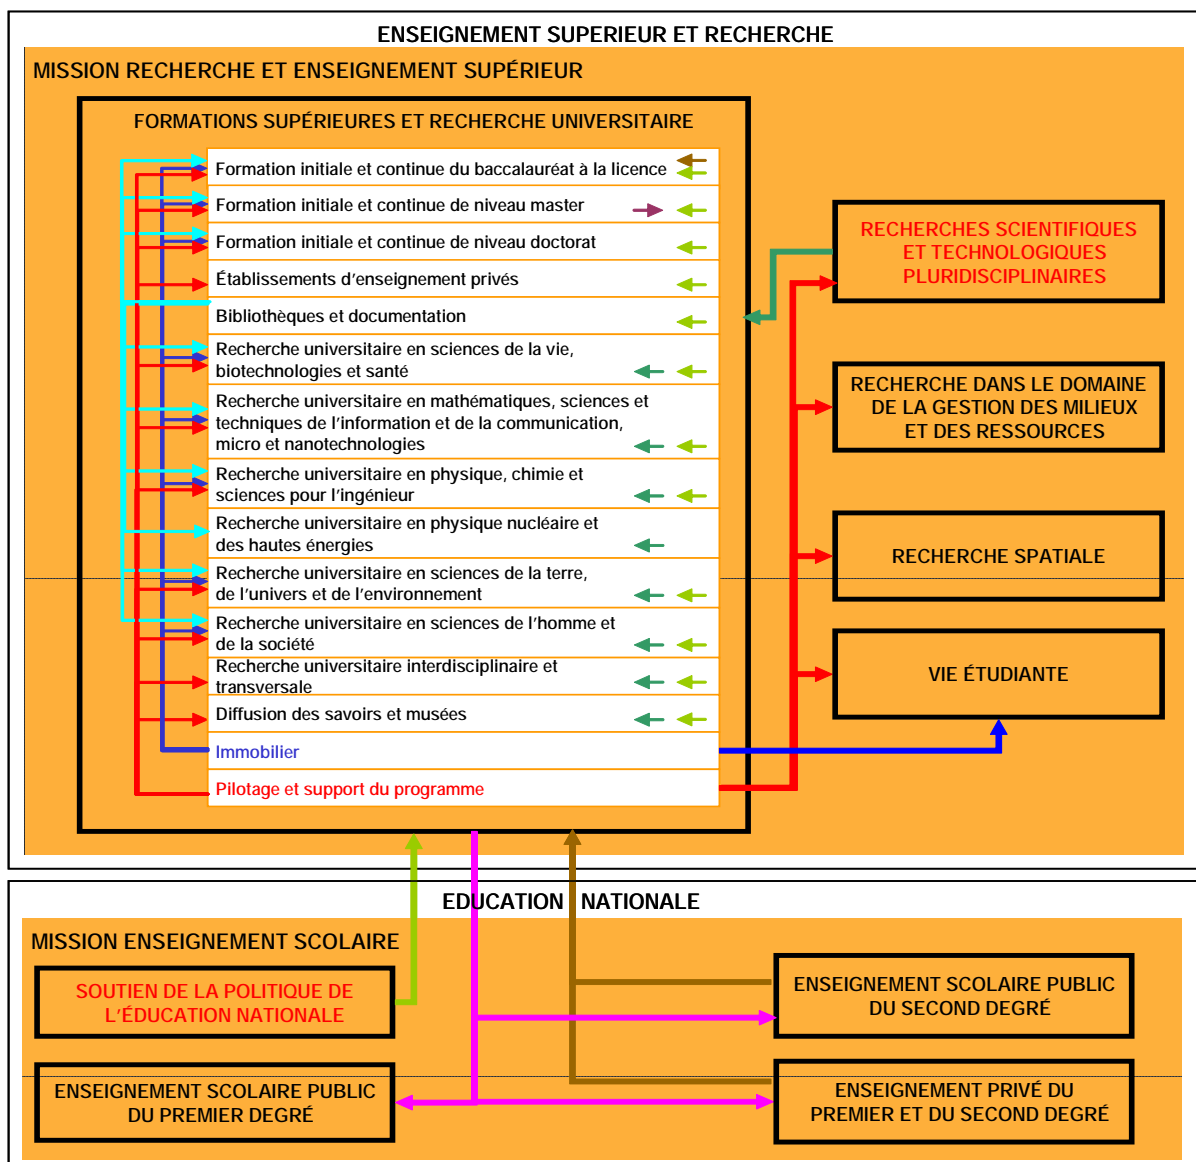 ENSEIGNEMENT SUPERIEUR ET RECHERCHE
MISSION RECHERCHE ET ENSEIGNEMENT SUPÉRIEUR
FORMATIONS SUPÉRIEURES ET RECHERCHE UNIVERSITAIRE
Formation initiale et continue du baccalauréat à la licence
Formation initiale et continue de niveau master
Formation initiale et continue de niveau doctorat
Établissements d'enseignement privés
Bibliothèques et documentation
Recherche universitaire en sciences de la vie,
biotechnologies et santé
Recherche universitaire en mathématiques, sciences et
techniques de l'information et de la communication,
micro et nanotechnologies
Recherche universitaire en physique, chimie et
sciences pour l'ingénieur
Recherche universitaire en physique nucléaire et
des hautes énergies
Recherche universitaire en sciences de la terre,
de l'univers et de l'environnement
Recherche universitaire en sciences de l'homme et
de la société
Recherche universitaire interdisciplinaire et
transversale
Diffusion des savoirs et musées
Immobilier
Pilotage et support du programme
RECHERCHES SCIENTIFIQUES
ET TECHNOLOGIQUES
PLURIDISCIPLINAIRES
RECHERCHE DANS LE DOMAINE
DE LA GESTION DES MILIEUX
ET DES RESSOURCES
RECHERCHE SPATIALE
VIE ÉTUDIANTE
EDUCATION NATIONALE
MISSION ENSEIGNEMENT SCOLAIRE
SOUTIEN DE LA POLITIQUE DE
L'ÉDUCATION NATIONALE
ENSEIGNEMENT SCOLAIRE PUBLIC
DU SECOND DEGRÉ
ENSEIGNEMENT SCOLAIRE PUBLIC
DU PREMIER DEGRÉ
ENSEIGNEMENT PRIVÉ DU
PREMIER ET DU SECOND DEGRÉ